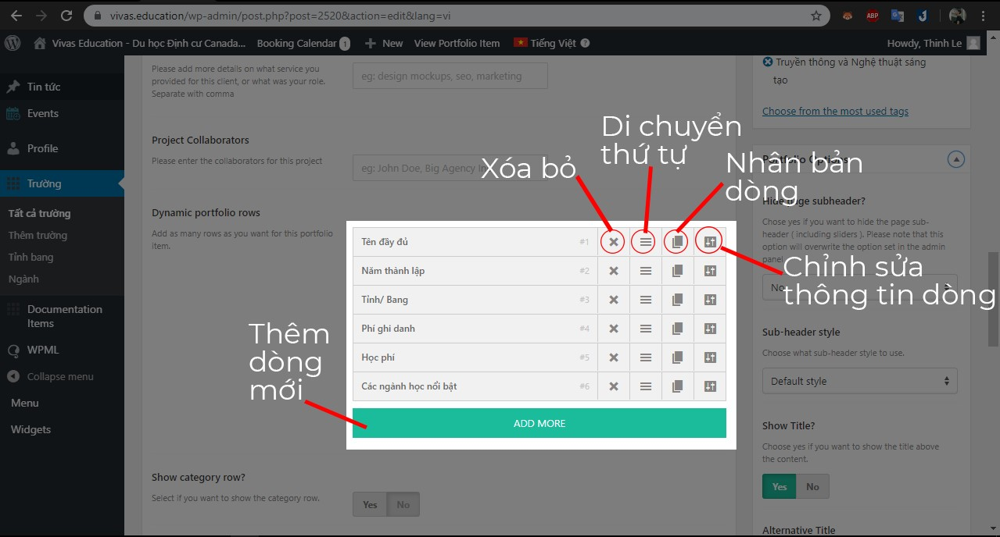 vivas.education/wp-admin/post.php?post=2520&action=edit&lang=vi
ABP
Vivas Education - Du học Định cư Canada...
Booking Calendar 1
New
View Portfolio Item
Tiếng Việt
Howdy, Thinh Le
Tin tức
Events
Profile
Trường
Tất cả trường
Thêm trường
Tỉnh bang
Ngành
Documentation
Items
WPML
Collapse menu
Menu
Widgets
Please add more details on what service you
provided for this client, or what was your role.
Separate with comma
eg: design mockups, seo, marketing
Project Collaborators
Please enter the collaborators for this project
eg: John Doe, Big Agency
Dynamic portfolio rows
Add as many rows as you want for this portfolio
item.
Xóa bỏ
Di chuyển
thứ tự
Nhân bản
dòng
Chỉnh sửa
thông tin dòng
Thêm
dòng
mới
Tên đầy đủ #1
Năm thành lập #2
Tỉnh/ Bang #3
Phí ghi danh #4
Học phí #5
Các ngành học nổi bật #6
ADD MORE
Show category row?
Select if you want to show the category row.
Yes No
Truyền thông và Nghệ thuật sáng
tạo
Choose from the most used tags
Portfolio Options
Hide page subheader?
Chose yes if you want to hide the page sub-
header ( including sliders ). Please note that this
option will overwrite the option set in the admin
panel
No
Sub-header style
Choose what sub-header style to use.
Default style
Show Title?
Choose yes if you want to show the title above
the content.
Yes No
Alternative Title